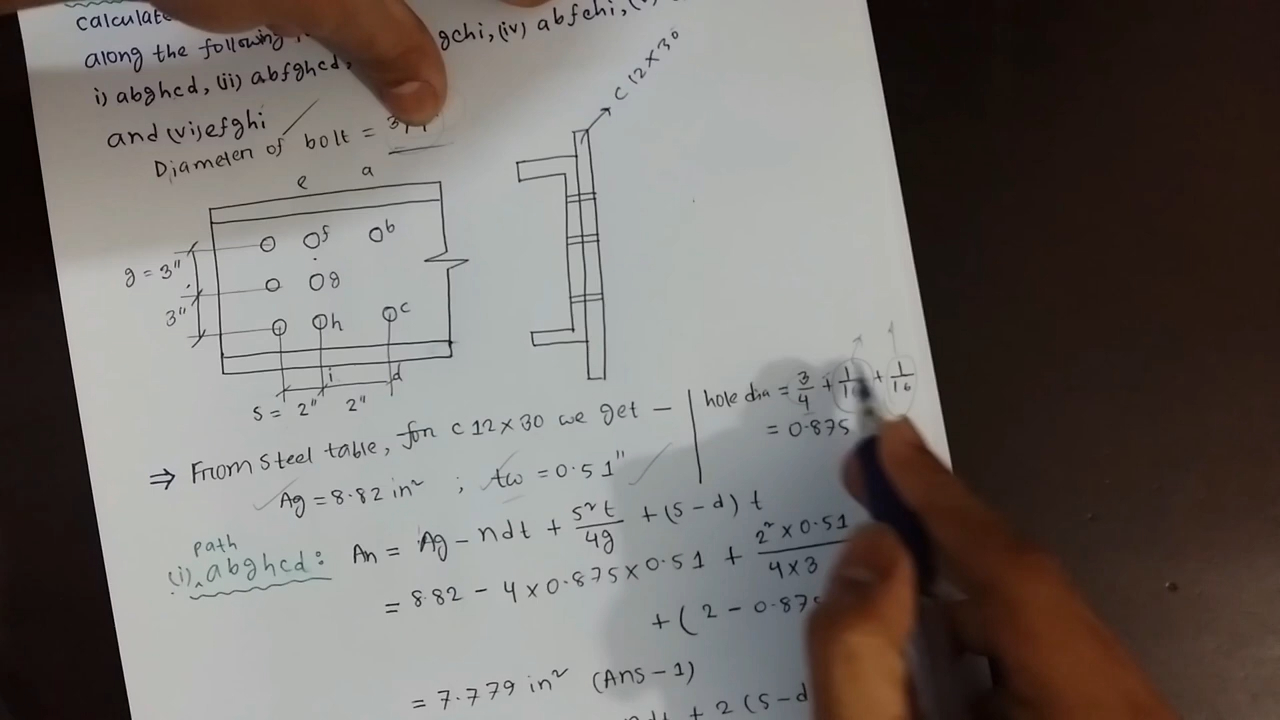 calculate
along the following gchi, (iv) abfchi,
i) abghcd, (ii) abfghcd,
and (vi) efghi
Diameter of bolt =
C 12 X 30
e a
f b
g = 3"
g
3"
h c
i d
S = 2" 2"
⇒ From steel table, for C 12 X 30 we get —
Ag = 8.82 in² ; tw = 0.51"
hole dia = 3/4 + 1/16 + 1/16
= 0.875
path
(i) abghcd: An = Ag - ndt + s²t/4g + (S - d) t
= 8.82 - 4 x 0.875 x 0.51 + 2² x 0.51 / 4 x 3
+ ( 2 - 0.875
= 7.779 in² (Ans-1)
ndt + 2 (S-d